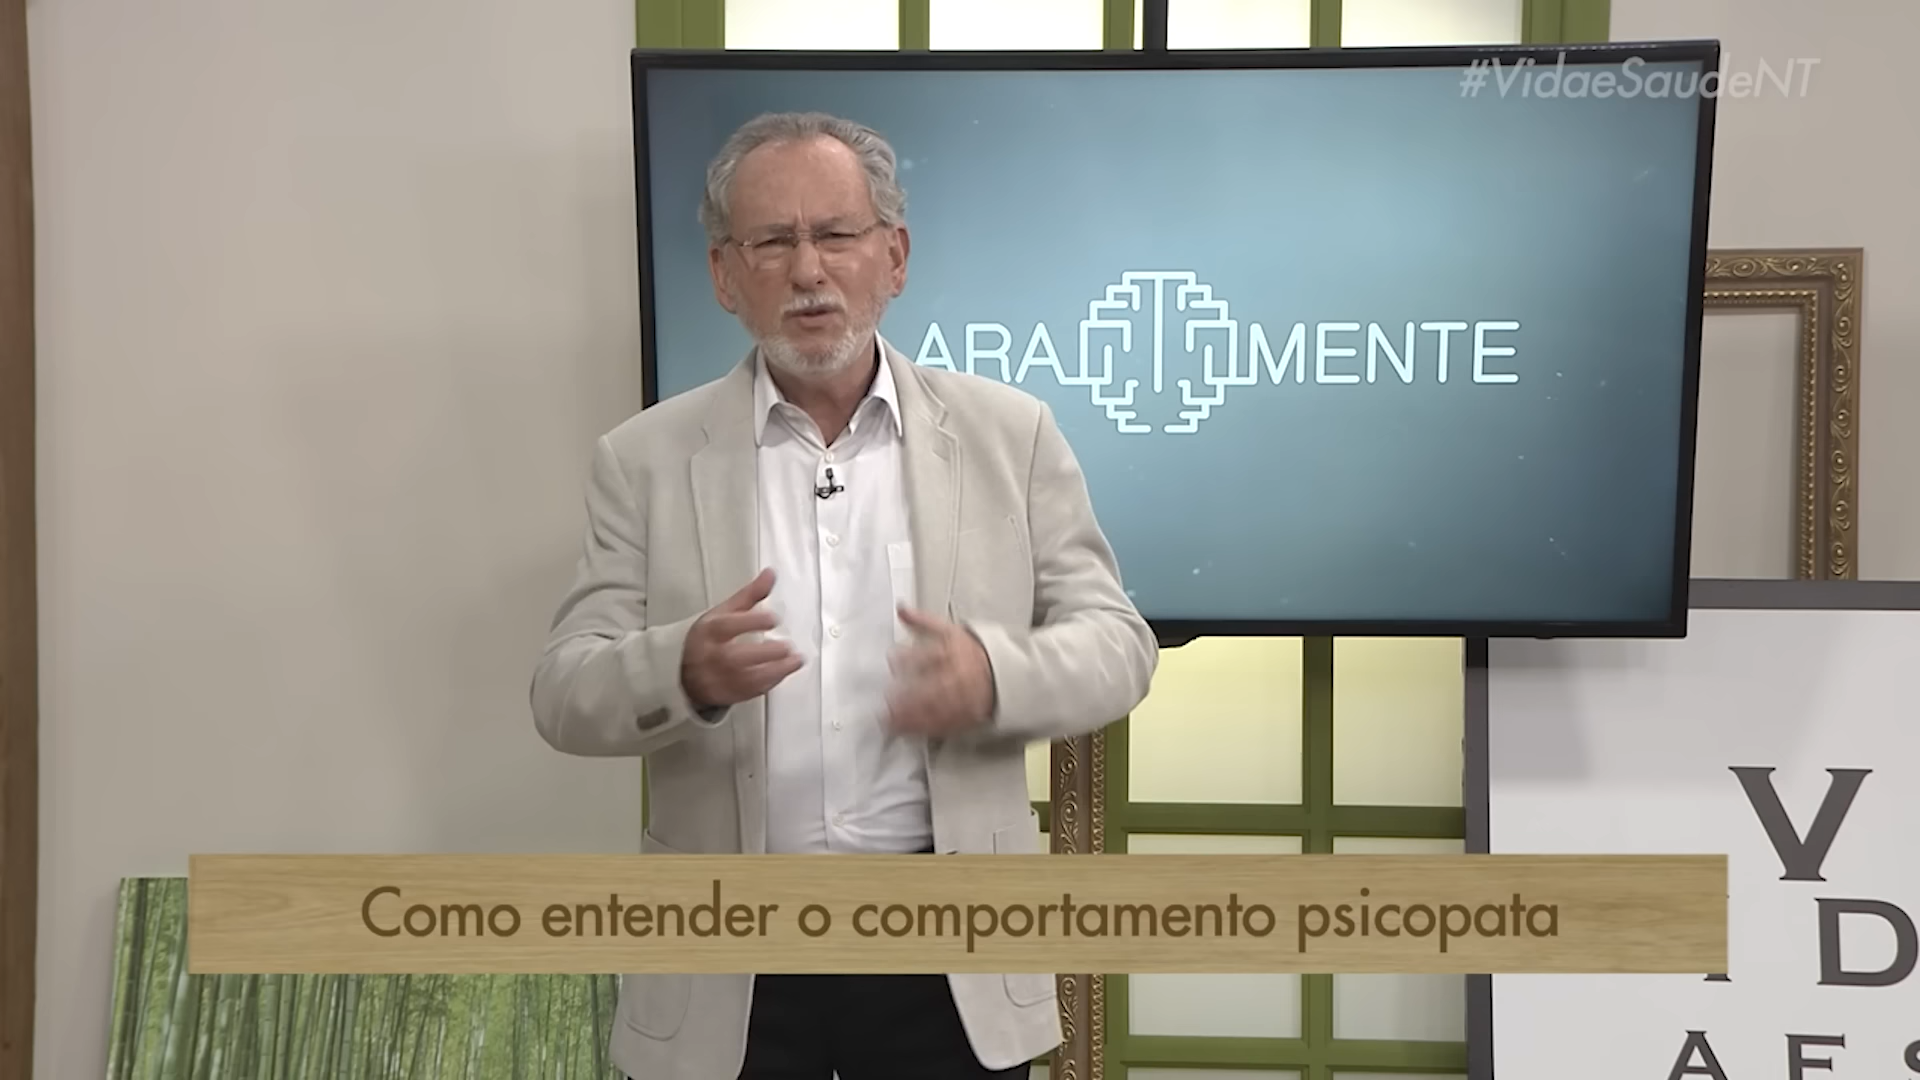 #VidaeSaudeNT
ARA MENTE
Como entender o comportamento psicopata
V
D
A E S